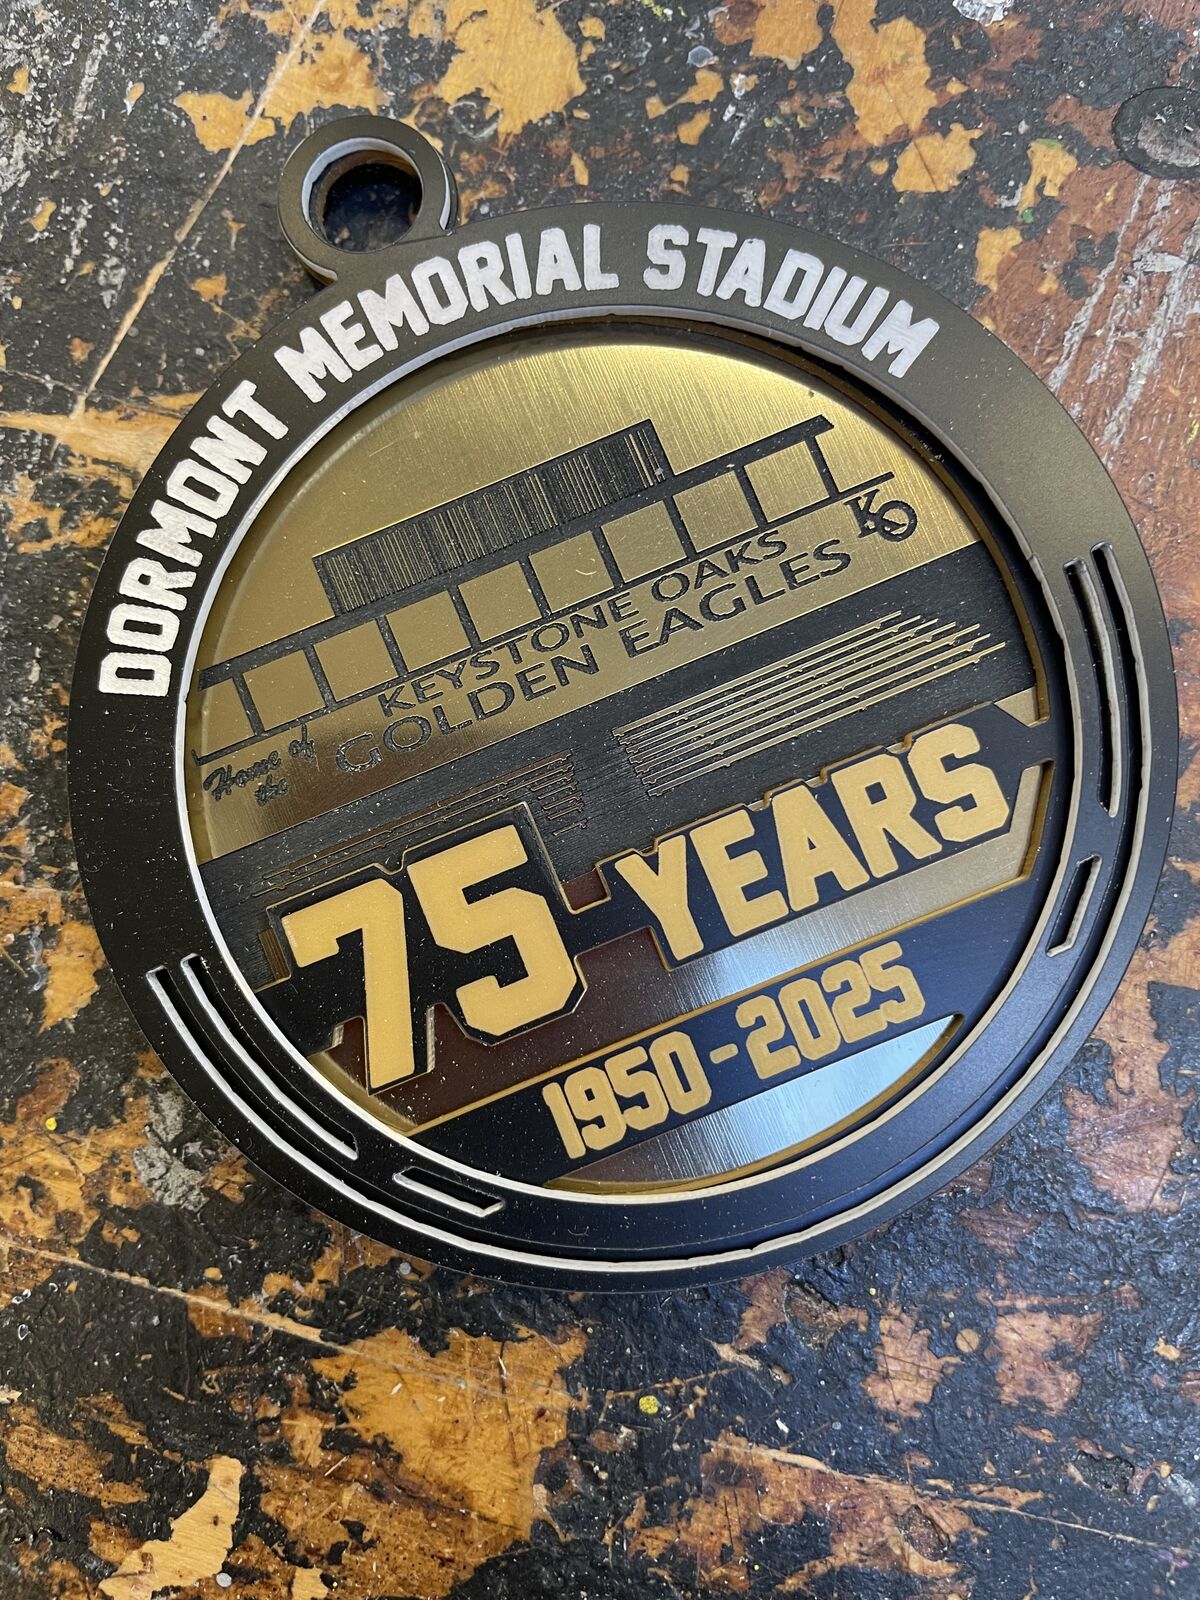 DORMONT MEMORIAL STADIUM
KO
Home of
the
KEYSTONE OAKS
GOLDEN EAGLES
75 YEARS
1950-2025